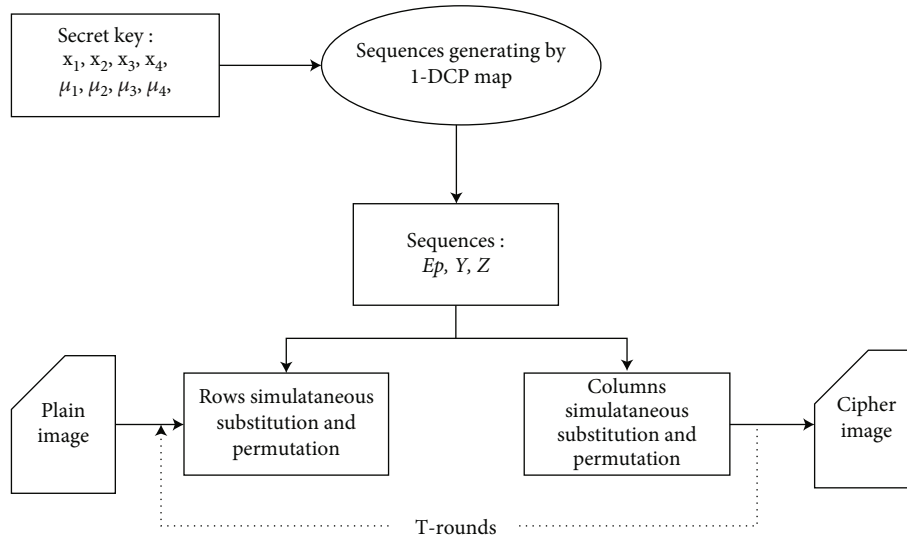 Secret key :
x₁, x₂, x₃, x₄,
μ₁, μ₂, μ₃, μ₄,
Sequences generating by
1-DCP map
Sequences :
Ep, Y, Z
Plain
image
Rows simulataneous
substitution and
permutation
Columns
simulataneous
substitution and
permutation
Cipher
image
T-rounds